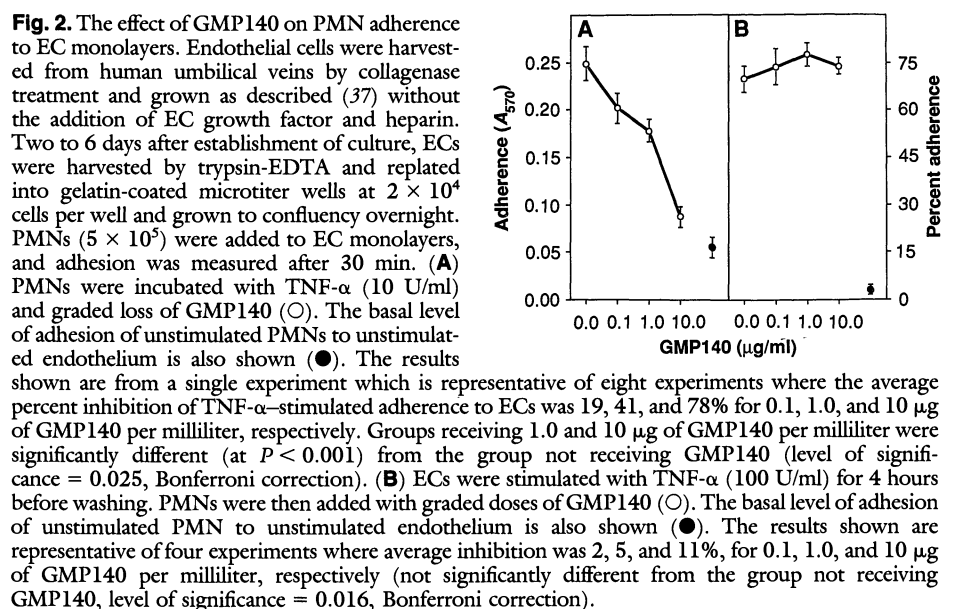 Fig. 2. The effect of GMP140 on PMN adherence
to EC monolayers. Endothelial cells were harvest-
ed from human umbilical veins by collagenase
treatment and grown as described (37) without
the addition of EC growth factor and heparin.
Two to 6 days after establishment of culture, ECs
were harvested by trypsin-EDTA and replated
into gelatin-coated microtiter wells at 2 × 10⁴
cells per well and grown to confluency overnight.
PMNs (5 × 10⁵) were added to EC monolayers,
and adhesion was measured after 30 min. (A)
PMNs were incubated with TNF-α (10 U/ml)
and graded loss of GMP140 (○). The basal level
of adhesion of unstimulated PMNs to unstimulat-
ed endothelium is also shown (●). The results
shown are from a single experiment which is representative of eight experiments where the average
percent inhibition of TNF-α–stimulated adherence to ECs was 19, 41, and 78% for 0.1, 1.0, and 10 μg
of GMP140 per milliliter, respectively. Groups receiving 1.0 and 10 μg of GMP140 per milliliter were
significantly different (at P < 0.001) from the group not receiving GMP140 (level of signifi-
cance = 0.025, Bonferroni correction). (B) ECs were stimulated with TNF-α (100 U/ml) for 4 hours
before washing. PMNs were then added with graded doses of GMP140 (○). The basal level of adhesion
of unstimulated PMN to unstimulated endothelium is also shown (●). The results shown are
representative of four experiments where average inhibition was 2, 5, and 11%, for 0.1, 1.0, and 10 μg
of GMP140 per milliliter, respectively (not significantly different from the group not receiving
GMP140, level of significance = 0.016, Bonferroni correction).
A
B
Adherence (A₅₇₀)
0.25
0.20
0.15
0.10
0.05
0.00
75
60
45
30
15
0
Percent adherence
0.0 0.1 1.0 10.0
0.0 0.1 1.0 10.0
GMP140 (μg/ml)